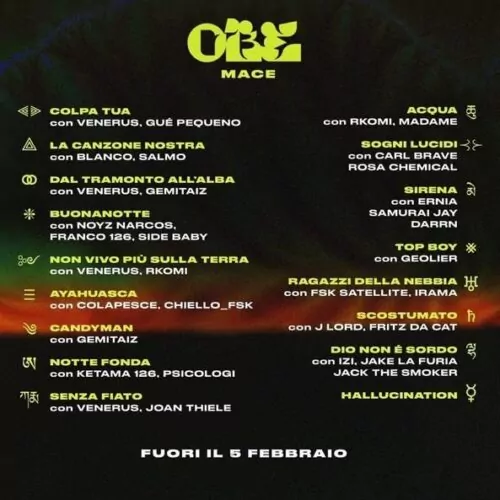 OBE
MACE
COLPA TUA
con VENERUS, GUÉ PEQUENO
LA CANZONE NOSTRA
con BLANCO, SALMO
DAL TRAMONTO ALL'ALBA
con VENERUS, GEMITAIZ
BUONANOTTE
con NOYZ NARCOS,
FRANCO 126, SIDE BABY
NON VIVO PIÙ SULLA TERRA
con VENERUS, RKOMI
AYAHUASCA
con COLAPESCE, CHIELLO_FSK
CANDYMAN
con GEMITAIZ
NOTTE FONDA
con KETAMA 126, PSICOLOGI
SENZA FIATO
con VENERUS, JOAN THIELE
ACQUA
con RKOMI, MADAME
SOGNI LUCIDI
con CARL BRAVE
ROSA CHEMICAL
SIRENA
con ERNIA
SAMURAI JAY
DARRN
TOP BOY
con GEOLIER
RAGAZZI DELLA NEBBIA
con FSK SATELLITE, IRAMA
SCOSTUMATO
con J LORD, FRITZ DA CAT
DIO NON È SORDO
con IZI, JAKE LA FURIA
JACK THE SMOKER
HALLUCINATION
FUORI IL 5 FEBBRAIO